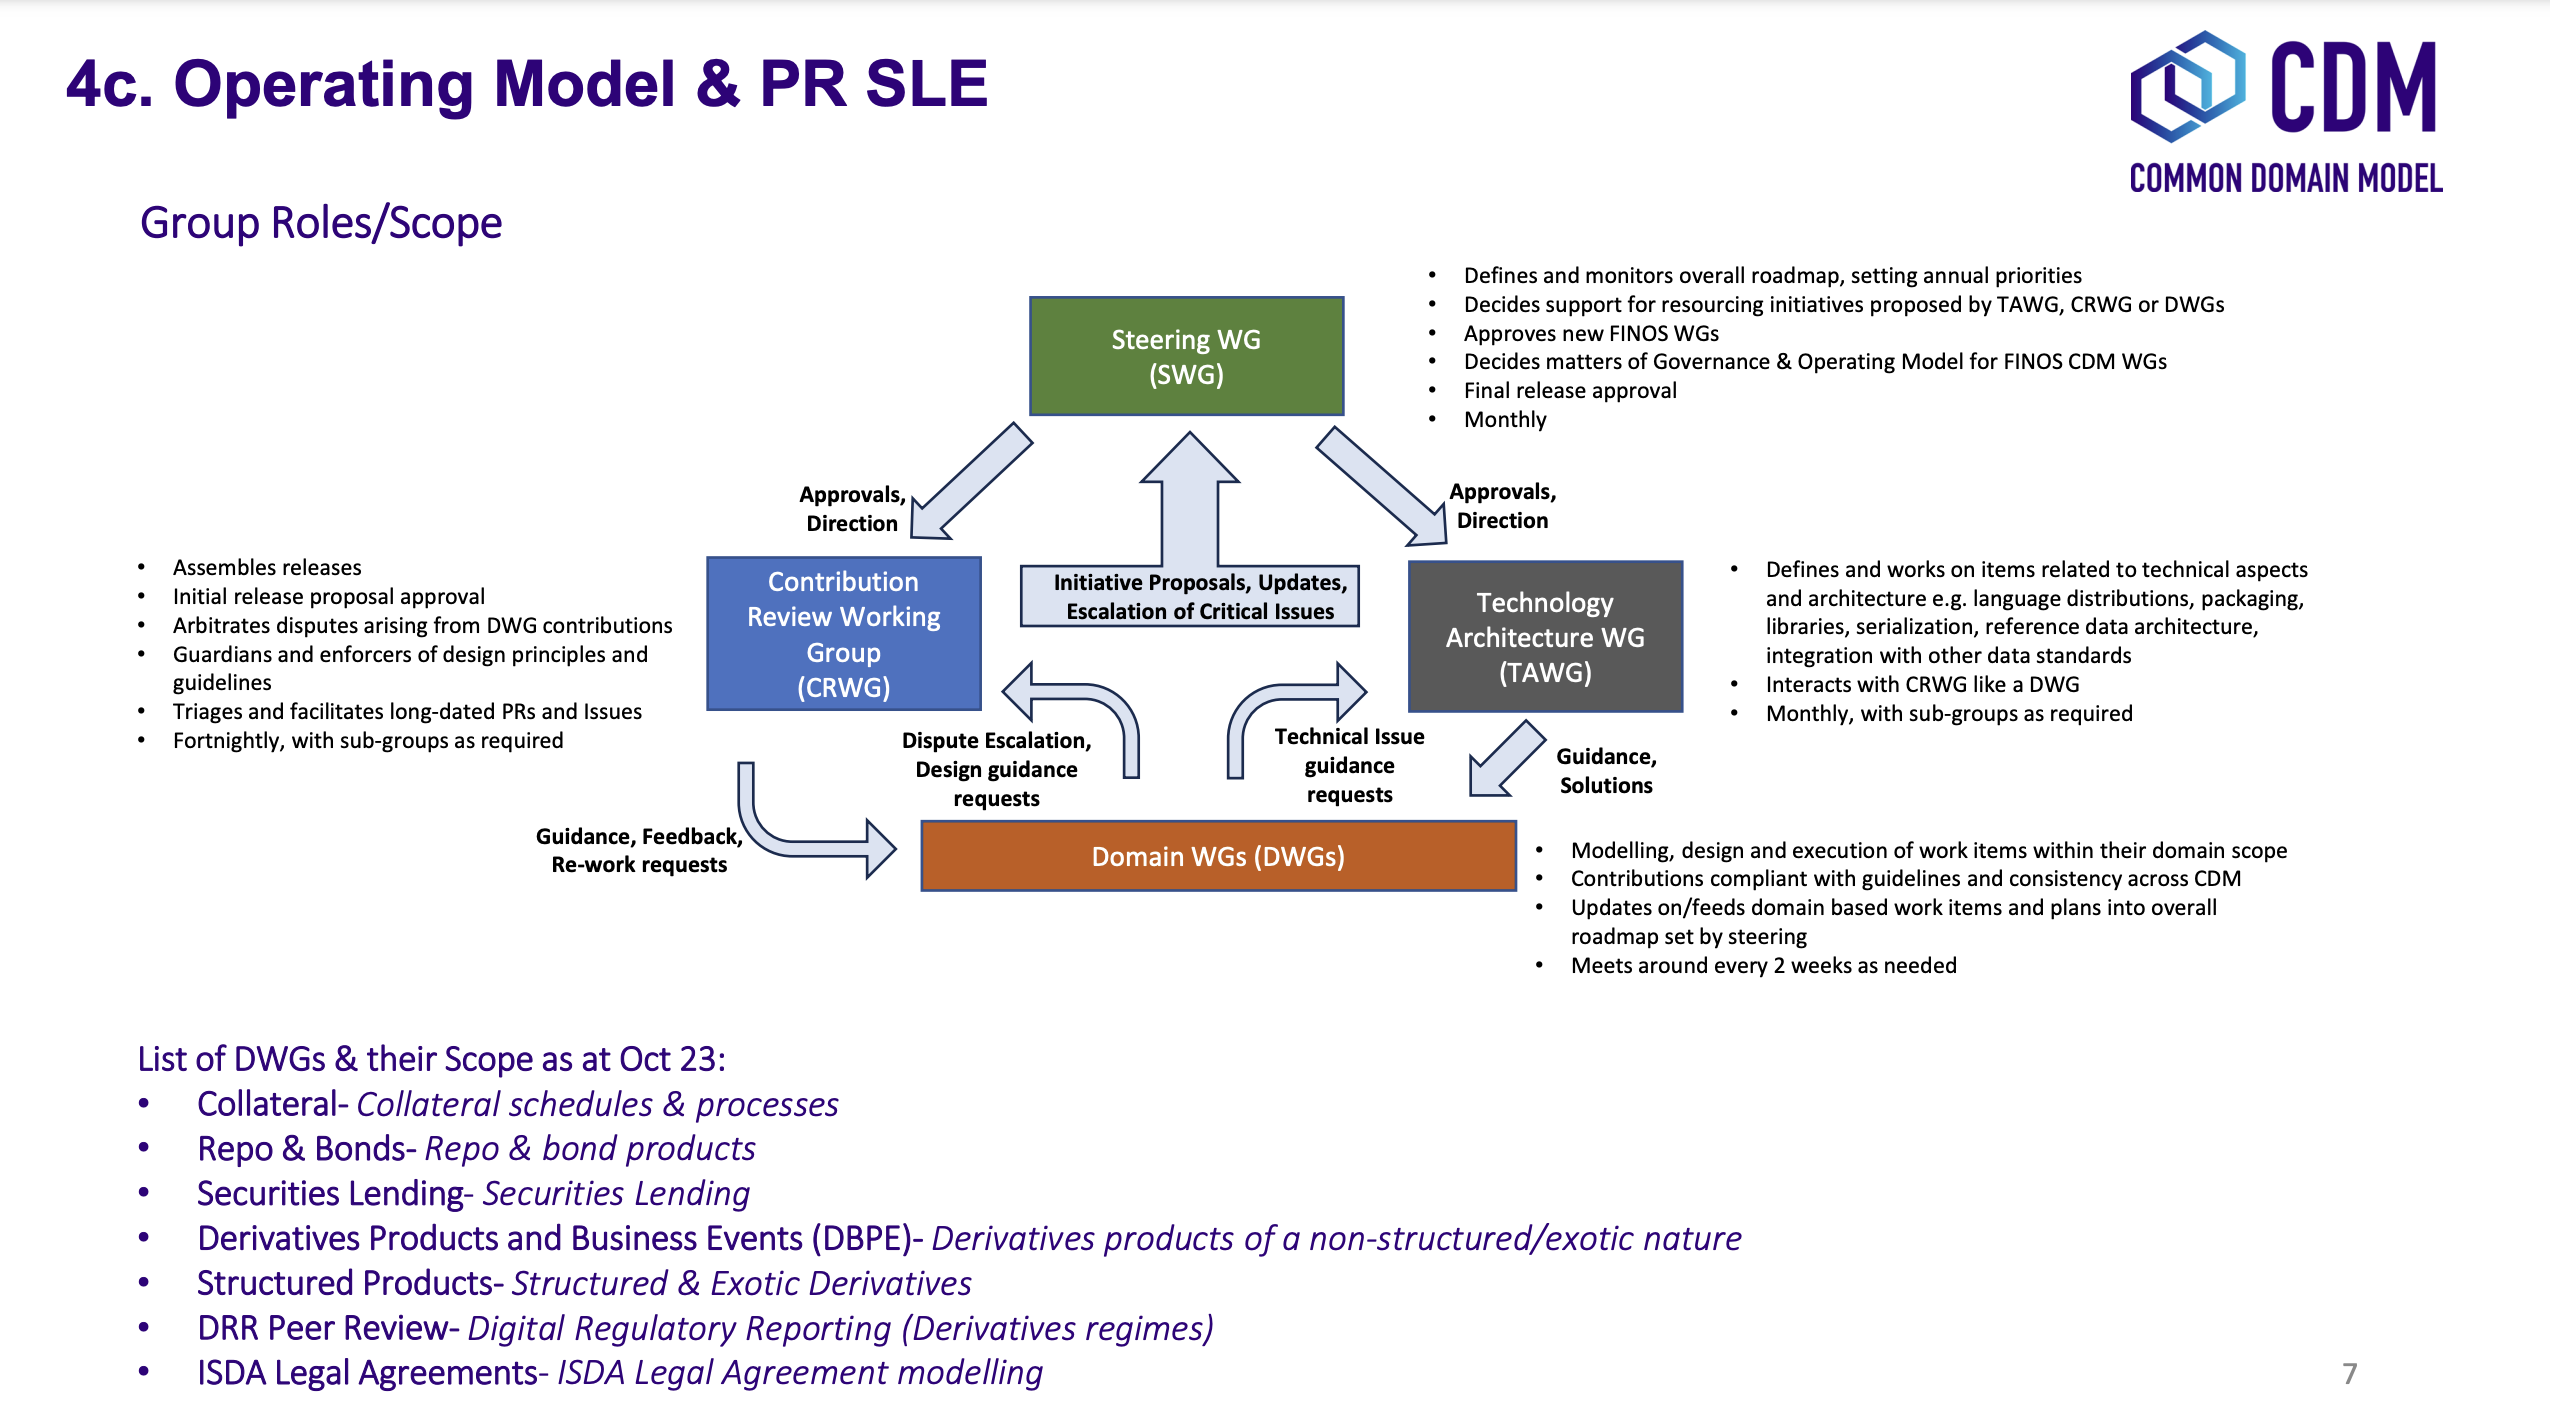 4c. Operating Model & PR SLE
CDM
COMMON DOMAIN MODEL
Group Roles/Scope
Steering WG
(SWG)
• Defines and monitors overall roadmap, setting annual priorities
• Decides support for resourcing initiatives proposed by TAWG, CRWG or DWGs
• Approves new FINOS WGs
• Decides matters of Governance & Operating Model for FINOS CDM WGs
• Final release approval
• Monthly
Approvals,
Direction
Approvals,
Direction
• Assembles releases
• Initial release proposal approval
• Arbitrates disputes arising from DWG contributions
• Guardians and enforcers of design principles and
guidelines
• Triages and facilitates long-dated PRs and Issues
• Fortnightly, with sub-groups as required
Contribution
Review Working
Group
(CRWG)
Initiative Proposals, Updates,
Escalation of Critical Issues
Technology
Architecture WG
(TAWG)
• Defines and works on items related to technical aspects
and architecture e.g. language distributions, packaging,
libraries, serialization, reference data architecture,
integration with other data standards
• Interacts with CRWG like a DWG
• Monthly, with sub-groups as required
Dispute Escalation,
Design guidance
requests
Technical Issue
guidance
requests
Guidance,
Solutions
Guidance, Feedback,
Re-work requests
Domain WGs (DWGs)
• Modelling, design and execution of work items within their domain scope
• Contributions compliant with guidelines and consistency across CDM
• Updates on/feeds domain based work items and plans into overall
roadmap set by steering
• Meets around every 2 weeks as needed
List of DWGs & their Scope as at Oct 23:
• Collateral- Collateral schedules & processes
• Repo & Bonds- Repo & bond products
• Securities Lending- Securities Lending
• Derivatives Products and Business Events (DBPE)- Derivatives products of a non-structured/exotic nature
• Structured Products- Structured & Exotic Derivatives
• DRR Peer Review- Digital Regulatory Reporting (Derivatives regimes)
• ISDA Legal Agreements- ISDA Legal Agreement modelling
7